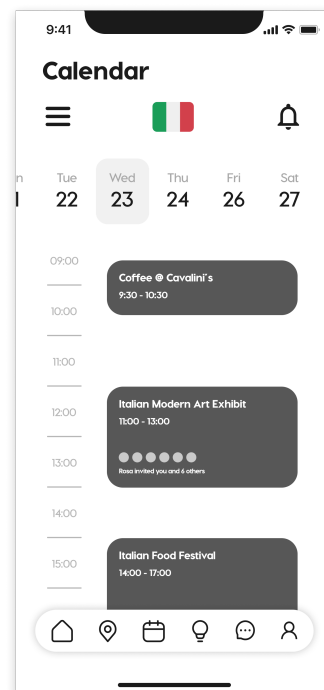 9:41
Calendar
n Tue Wed Thu Fri Sat
22 23 24 26 27
09:00
Coffee @ Cavalini's
9:30 - 10:30
10:00
11:00
Italian Modern Art Exhibit
12:00
11:00 - 13:00
13:00
Rosa invited you and 6 others
14:00
Italian Food Festival
15:00
14:00 - 17:00